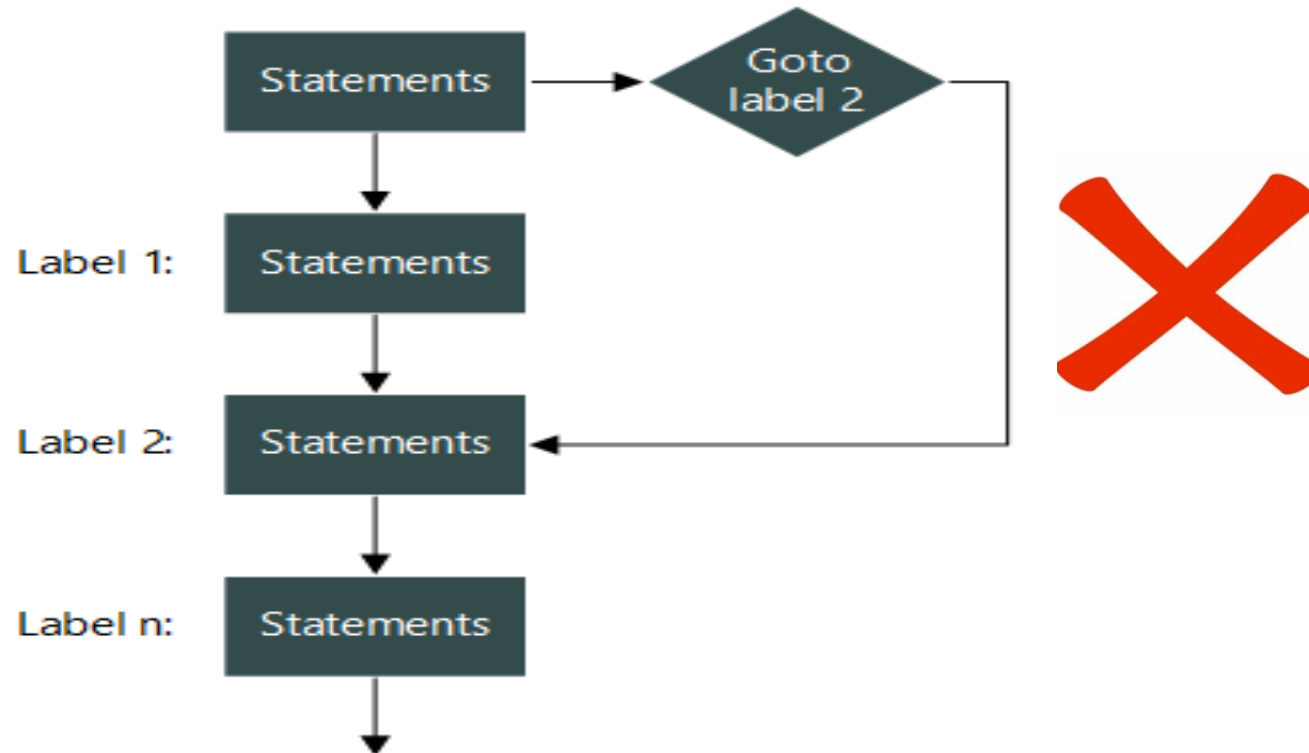 Statements
Goto
label 2
Label 1:
Statements
Label 2:
Statements
Label n:
Statements